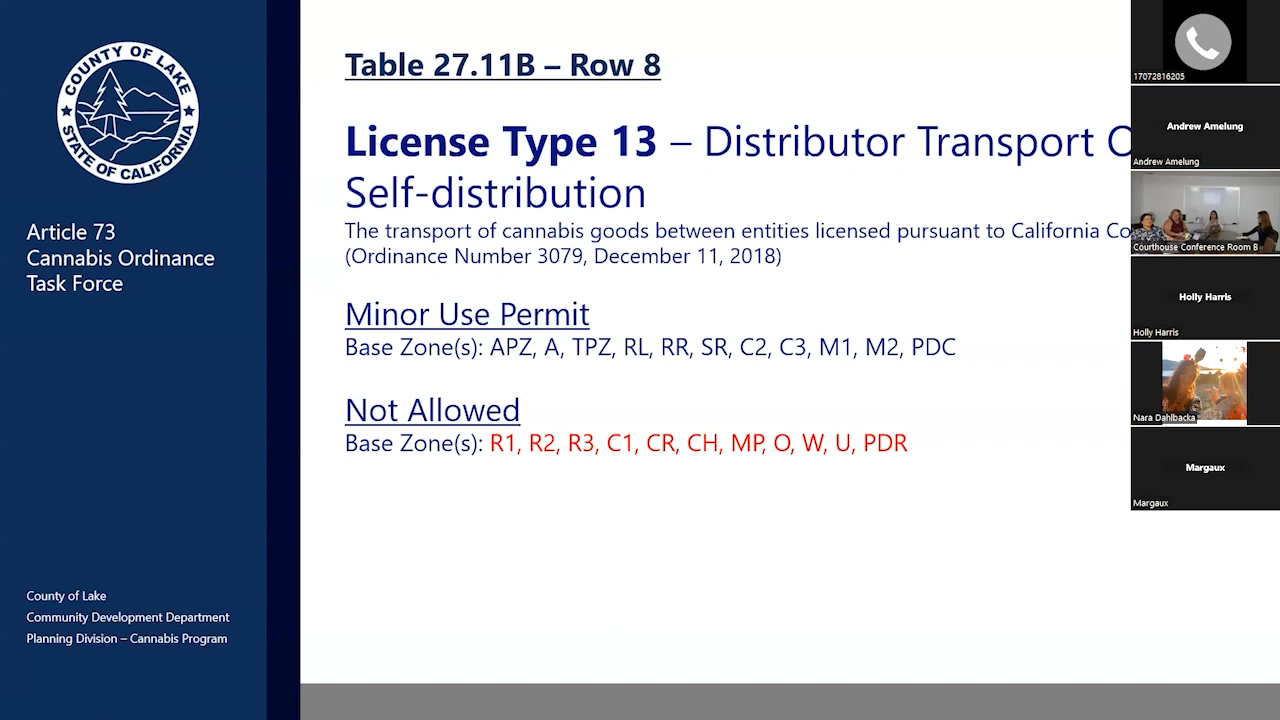 COUNTY OF LAKE
STATE OF CALIFORNIA
Article 73
Cannabis Ordinance
Task Force
County of Lake
Community Development Department
Planning Division – Cannabis Program
Table 27.11B – Row 8
License Type 13 – Distributor Transport
Self-distribution
The transport of cannabis goods between entities licensed pursuant to California
(Ordinance Number 3079, December 11, 2018)
Minor Use Permit
Base Zone(s): APZ, A, TPZ, RL, RR, SR, C2, C3, M1, M2, PDC
Not Allowed
Base Zone(s): R1, R2, R3, C1, CR, CH, MP, O, W, U, PDR
17072816205
Andrew Amelung
Andrew Amelung
Courthouse Conference Room B
Holly Harris
Holly Harris
Nara Dahlbacka
Margaux
Margaux